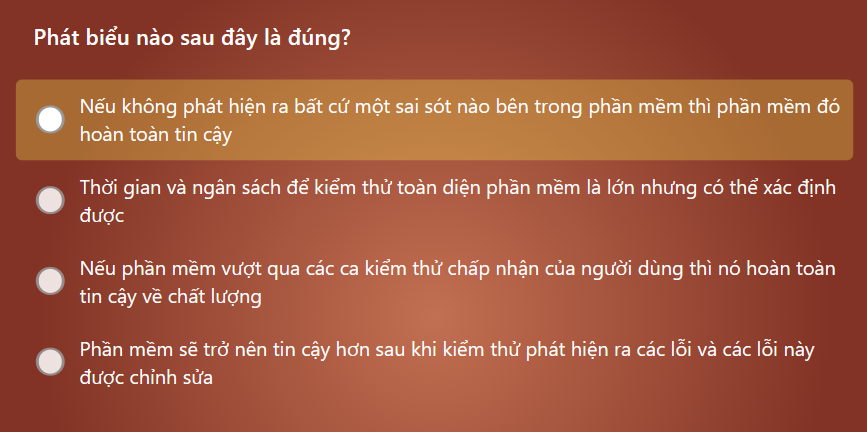 Phát biểu nào sau đây là đúng?
Nếu không phát hiện ra bất cứ một sai sót nào bên trong phần mềm thì phần mềm đó
hoàn toàn tin cậy
Thời gian và ngân sách để kiểm thử toàn diện phần mềm là lớn nhưng có thể xác định
được
Nếu phần mềm vượt qua các ca kiểm thử chấp nhận của người dùng thì nó hoàn toàn
tin cậy về chất lượng
Phần mềm sẽ trở nên tin cậy hơn sau khi kiểm thử phát hiện ra các lỗi và các lỗi này
được chỉnh sửa